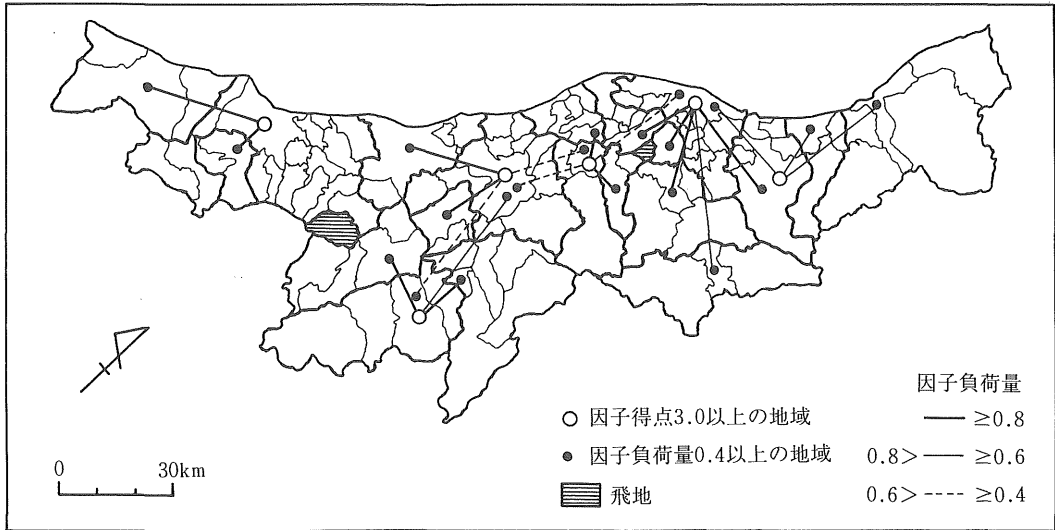 因子負荷量
○ 因子得点3.0以上の地域
━ ≥0.8
● 因子負荷量0.4以上の地域
0.8> ─ ≥0.6
飛地
0.6> ---- ≥0.4
0 30km